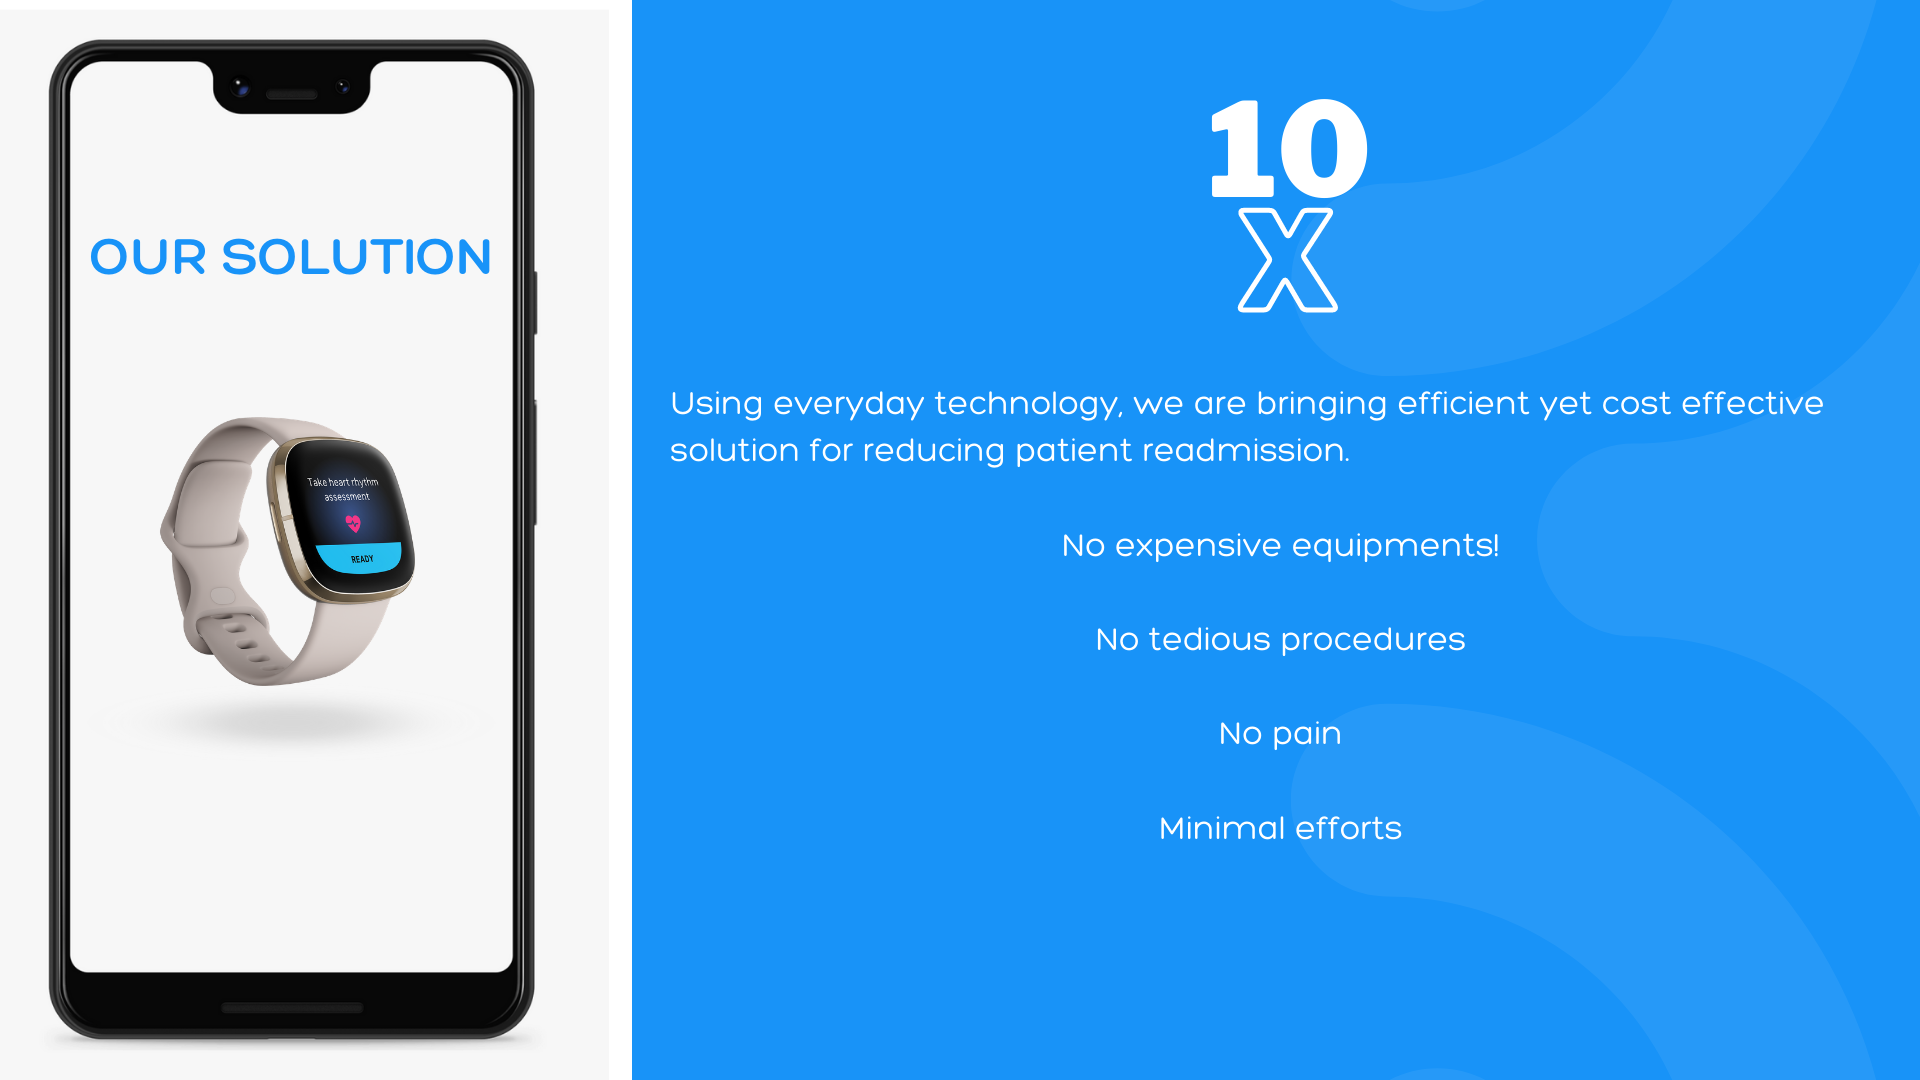 OUR SOLUTION
Take heart rhythm
assessment
READY
10
X
Using everyday technology, we are bringing efficient yet cost effective
solution for reducing patient readmission.
No expensive equipments!
No tedious procedures
No pain
Minimal efforts